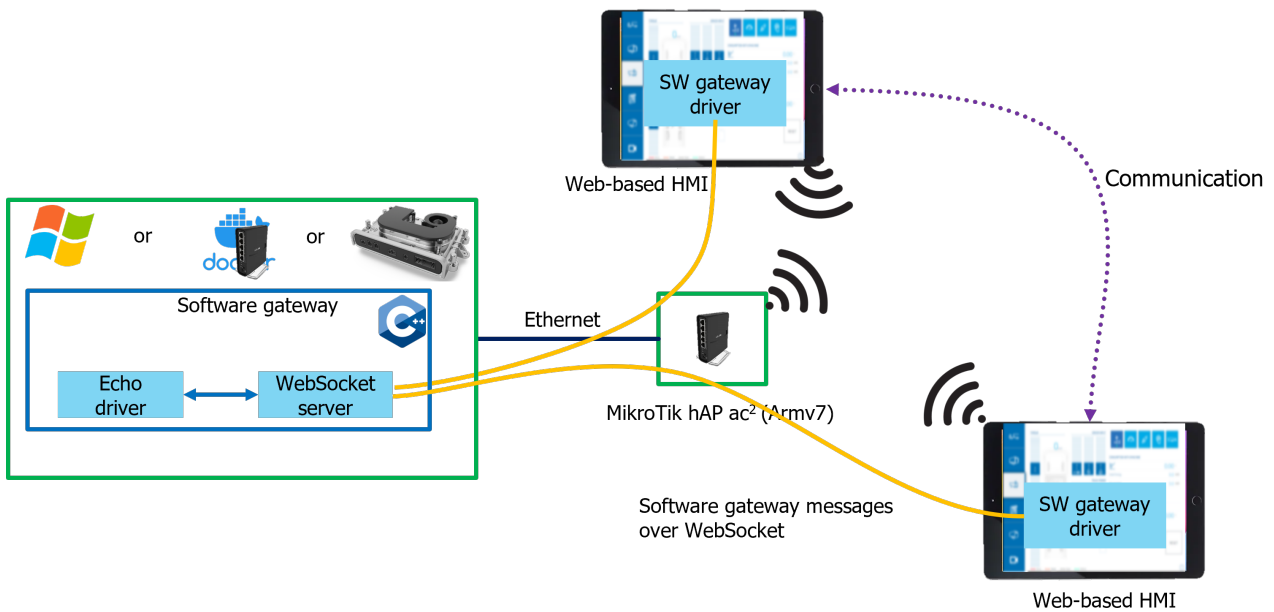 SW gateway
driver
Web-based HMI
Communication
or
or
docker
Software gateway
C++
Ethernet
Echo
driver
WebSocket
server
MikroTik hAP ac² (Armv7)
Software gateway messages
over WebSocket
SW gateway
driver
Web-based HMI